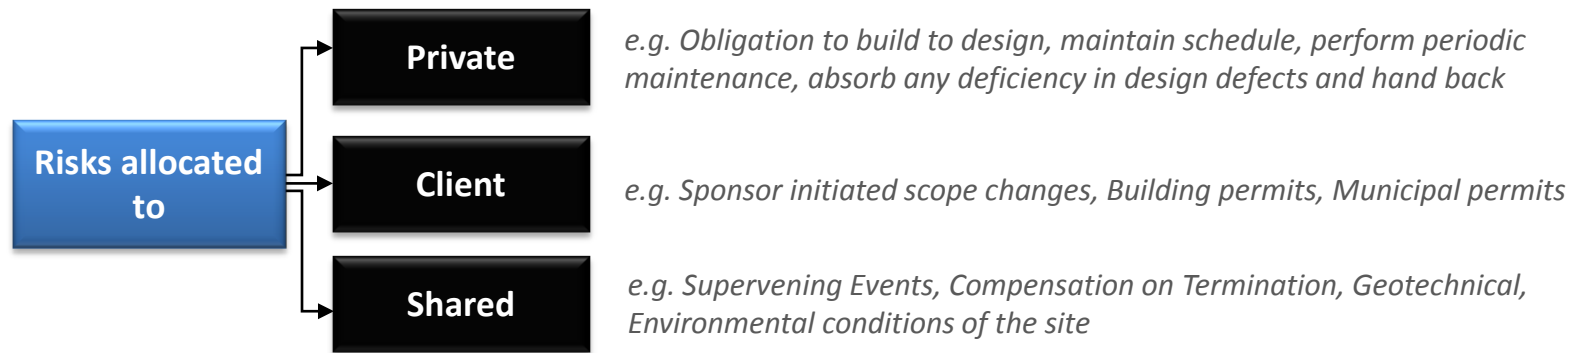 Risks allocated
to
Private
e.g. Obligation to build to design, maintain schedule, perform periodic
maintenance, absorb any deficiency in design defects and hand back
Client
e.g. Sponsor initiated scope changes, Building permits, Municipal permits
Shared
e.g. Supervening Events, Compensation on Termination, Geotechnical,
Environmental conditions of the site